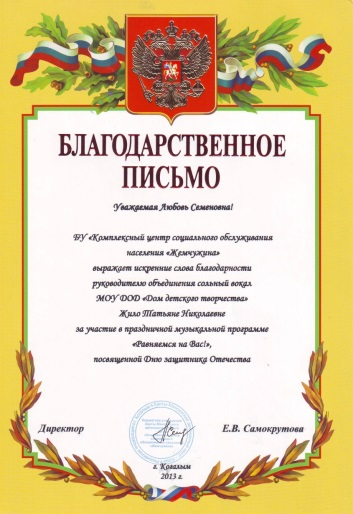 БЛАГОДАРСТВЕННОЕ
ПИСЬМО
Уважаемая Любовь Семеновна!
БУ «Комплексный центр социального обслуживания
населения «Жемчужина»
выражает искренние слова благодарности
руководителю объединения сольный вокал
МОУ ДОД «Дом детского творчества»
Жило Татьяне Николаевне
за участие в праздничной музыкальной программе
«Равняемся на Вас!»,
посвященной Дню защитника Отечества
Директор Е.В. Самокрутова
г. Когалым
2013 г.